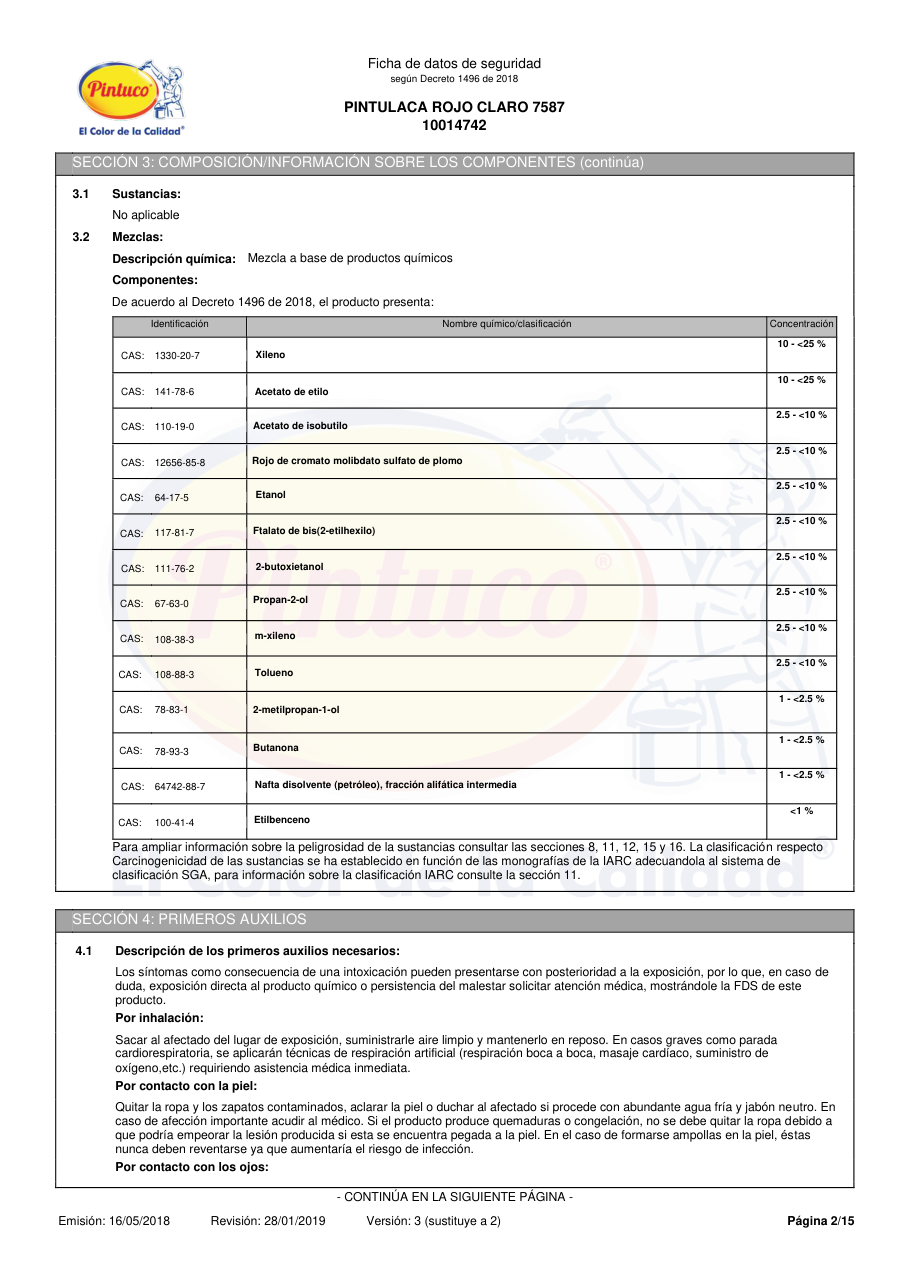 Pintuco®
El Color de la Calidad®
Ficha de datos de seguridad
según Decreto 1496 de 2018
PINTULACA ROJO CLARO 7587
10014742
SECCIÓN 3: COMPOSICIÓN/INFORMACIÓN SOBRE LOS COMPONENTES (continúa)
3.1 Sustancias:
No aplicable
3.2 Mezclas:
Descripción química: Mezcla a base de productos químicos
Componentes:
De acuerdo al Decreto 1496 de 2018, el producto presenta:
Identificación Nombre químico/clasificación Concentración
CAS: 1330-20-7 Xileno 10 - <25 %
CAS: 141-78-6 Acetato de etilo 10 - <25 %
CAS: 110-19-0 Acetato de isobutilo 2.5 - <10 %
CAS: 12656-85-8 Rojo de cromato molibdato sulfato de plomo 2.5 - <10 %
CAS: 64-17-5 Etanol 2.5 - <10 %
CAS: 117-81-7 Ftalato de bis(2-etilhexilo) 2.5 - <10 %
CAS: 111-76-2 2-butoxietanol 2.5 - <10 %
CAS: 67-63-0 Propan-2-ol 2.5 - <10 %
CAS: 108-38-3 m-xileno 2.5 - <10 %
CAS: 108-88-3 Tolueno 2.5 - <10 %
CAS: 78-83-1 2-metilpropan-1-ol 1 - <2.5 %
CAS: 78-93-3 Butanona 1 - <2.5 %
CAS: 64742-88-7 Nafta disolvente (petróleo), fracción alifática intermedia 1 - <2.5 %
CAS: 100-41-4 Etilbenceno <1 %
Pintuco®
El Color de la Calidad®
Para ampliar información sobre la peligrosidad de la sustancias consultar las secciones 8, 11, 12, 15 y 16. La clasificación respecto
Carcinogenicidad de las sustancias se ha establecido en función de las monografías de la IARC adecuandola al sistema de
clasificación SGA, para información sobre la clasificación IARC consulte la sección 11.
SECCIÓN 4: PRIMEROS AUXILIOS
4.1 Descripción de los primeros auxilios necesarios:
Los síntomas como consecuencia de una intoxicación pueden presentarse con posterioridad a la exposición, por lo que, en caso de
duda, exposición directa al producto químico o persistencia del malestar solicitar atención médica, mostrándole la FDS de este
producto.
Por inhalación:
Sacar al afectado del lugar de exposición, suministrarle aire limpio y mantenerlo en reposo. En casos graves como parada
cardiorespiratoria, se aplicarán técnicas de respiración artificial (respiración boca a boca, masaje cardíaco, suministro de
oxígeno,etc.) requiriendo asistencia médica inmediata.
Por contacto con la piel:
Quitar la ropa y los zapatos contaminados, aclarar la piel o duchar al afectado si procede con abundante agua fría y jabón neutro. En
caso de afección importante acudir al médico. Si el producto produce quemaduras o congelación, no se debe quitar la ropa debido a
que podría empeorar la lesión producida si esta se encuentra pegada a la piel. En el caso de formarse ampollas en la piel, éstas
nunca deben reventarse ya que aumentaría el riesgo de infección.
Por contacto con los ojos:
- CONTINÚA EN LA SIGUIENTE PÁGINA -
Emisión: 16/05/2018 Revisión: 28/01/2019 Versión: 3 (sustituye a 2) Página 2/15